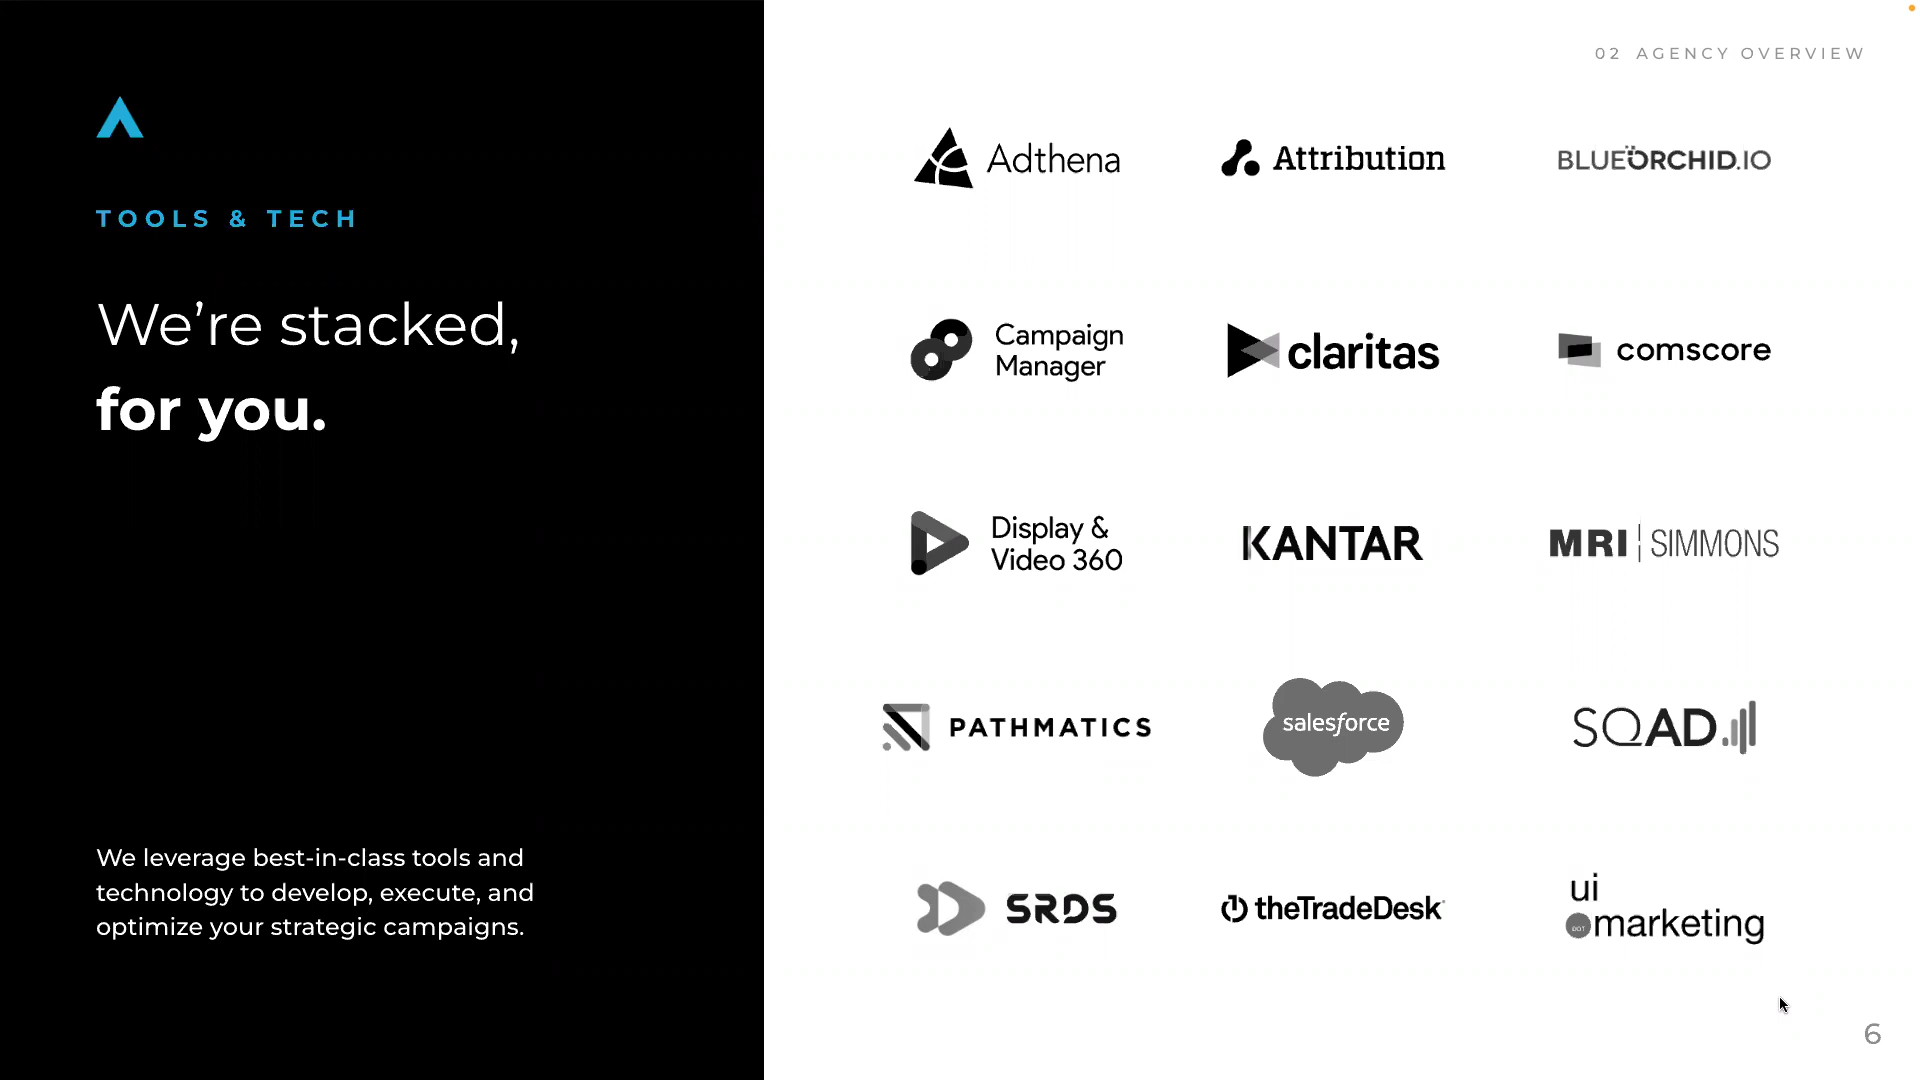 02 AGENCY OVERVIEW
TOOLS & TECH
We’re stacked,
for you.
We leverage best-in-class tools and
technology to develop, execute, and
optimize your strategic campaigns.
Adthena
Attribution
BLUEORCHID.IO
Campaign
Manager
claritas
comscore
Display &
Video 360
KANTAR
MRI | SIMMONS
PATHMATICS
salesforce
SQAD
SRDS
theTradeDesk
ui
DOT marketing
6